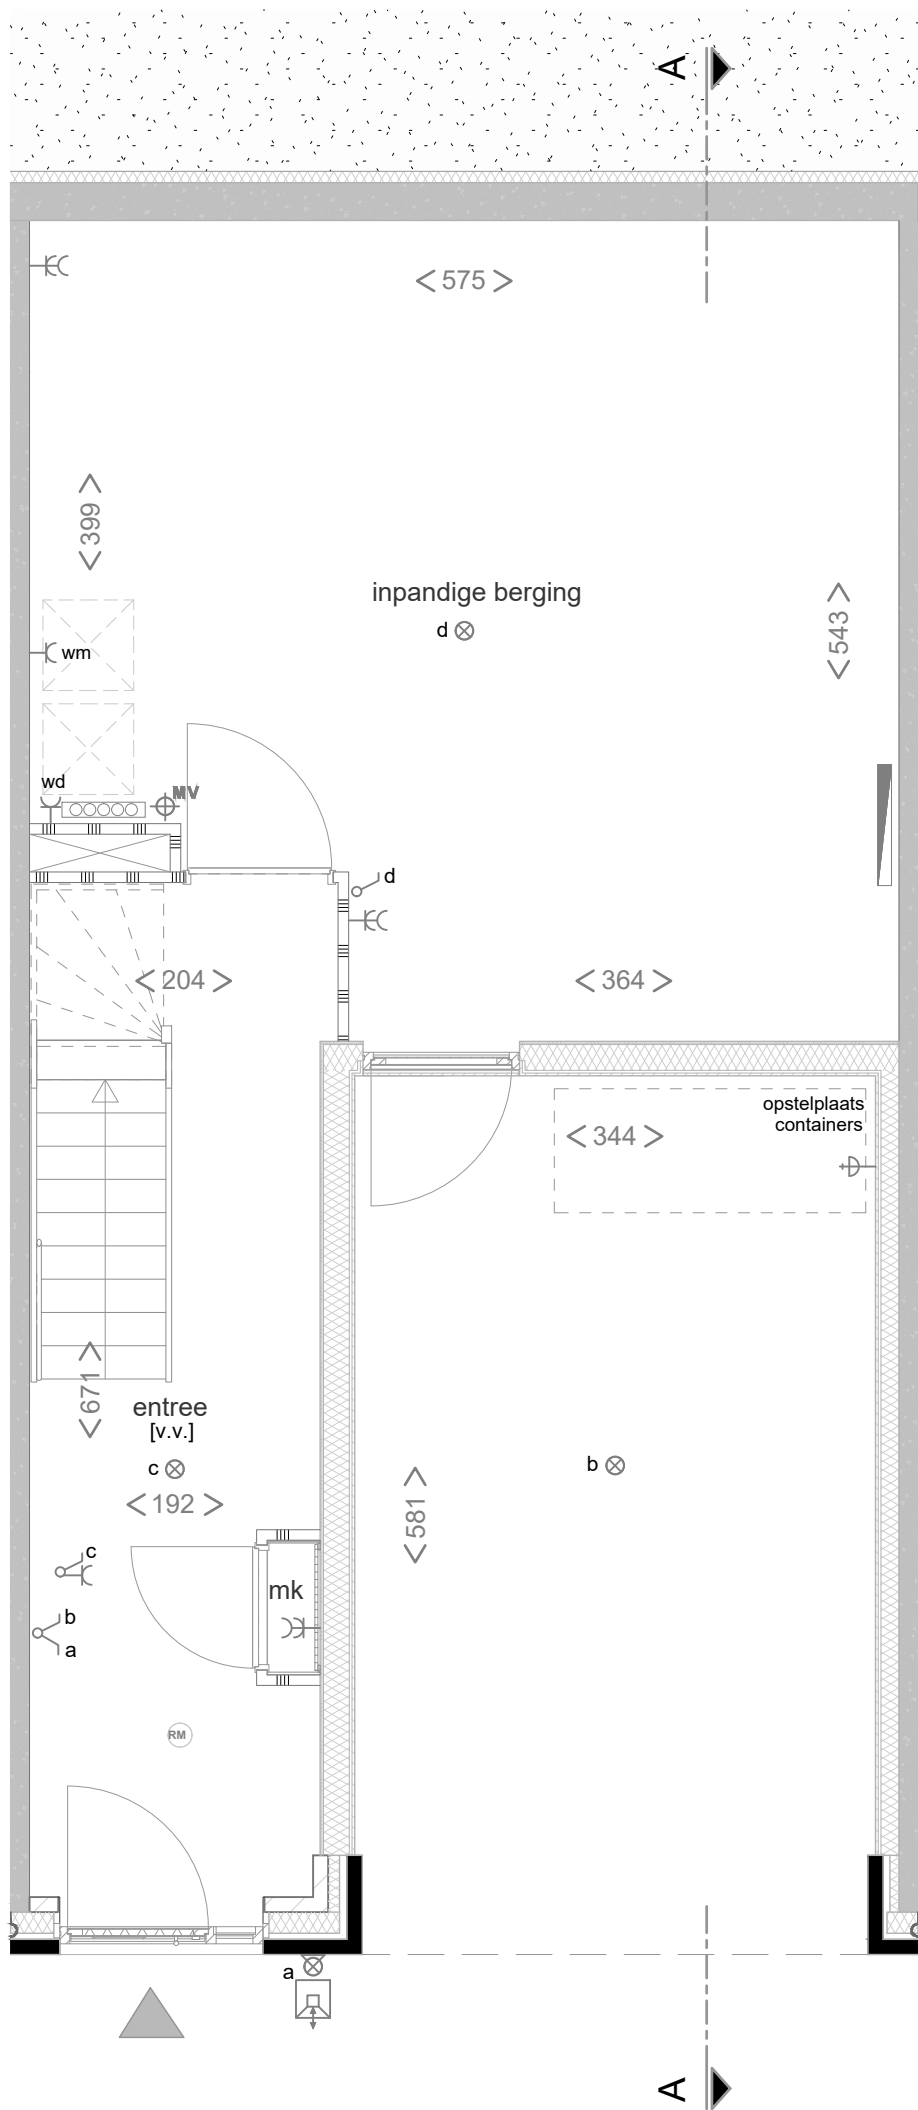 A
575
399
inpandige berging
d
543
wm
wd
MV
d
204
364
opstelplaats
containers
344
671
entree
[v.v.]
c
b
192
581
c
mk
b
a
RM
a
A